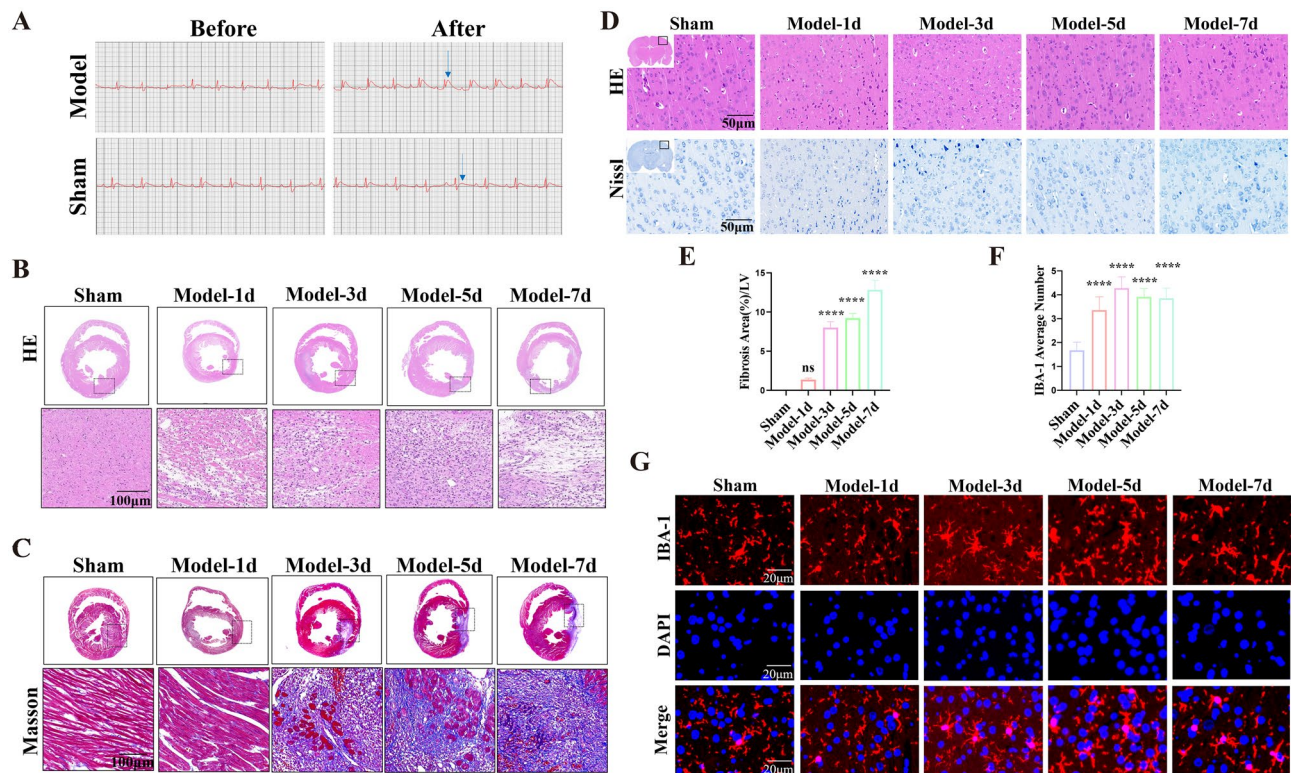 A
Before After
Model
Sham
B
Sham Model-1d Model-3d Model-5d Model-7d
HE
100μm
C
Sham Model-1d Model-3d Model-5d Model-7d
Masson
100μm
D
Sham Model-1d Model-3d Model-5d Model-7d
HE
50μm
Nissl
50μm
E
Fibrosis Area(%)/LV
15
10
5
0
ns
****
****
****
Sham
Model-1d
Model-3d
Model-5d
Model-7d
F
IBA-1 Average Number
5
4
3
2
1
0
****
****
****
****
Sham
Model-1d
Model-3d
Model-5d
Model-7d
G
Sham Model-1d Model-3d Model-5d Model-7d
IBA-1
20μm
DAPI
20μm
Merge
20μm